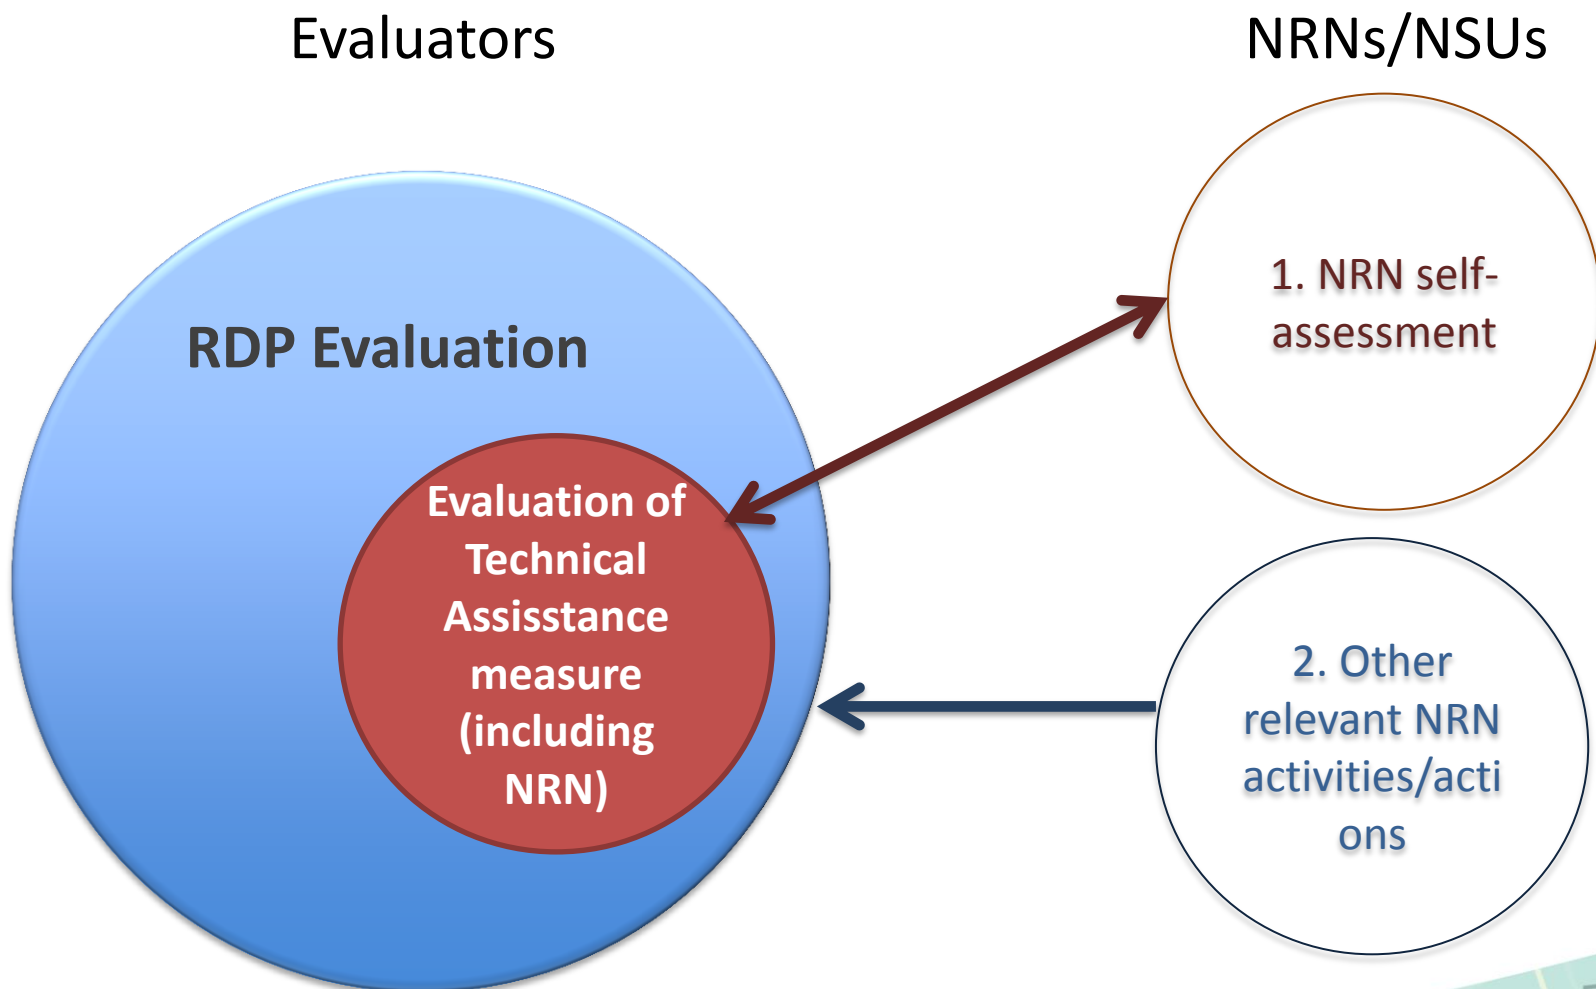 Evaluators
NRNs/NSUs
RDP Evaluation
Evaluation of
Technical
Assisstance
measure
(including
NRN)
1. NRN self-
assessment
2. Other
relevant NRN
activities/acti
ons